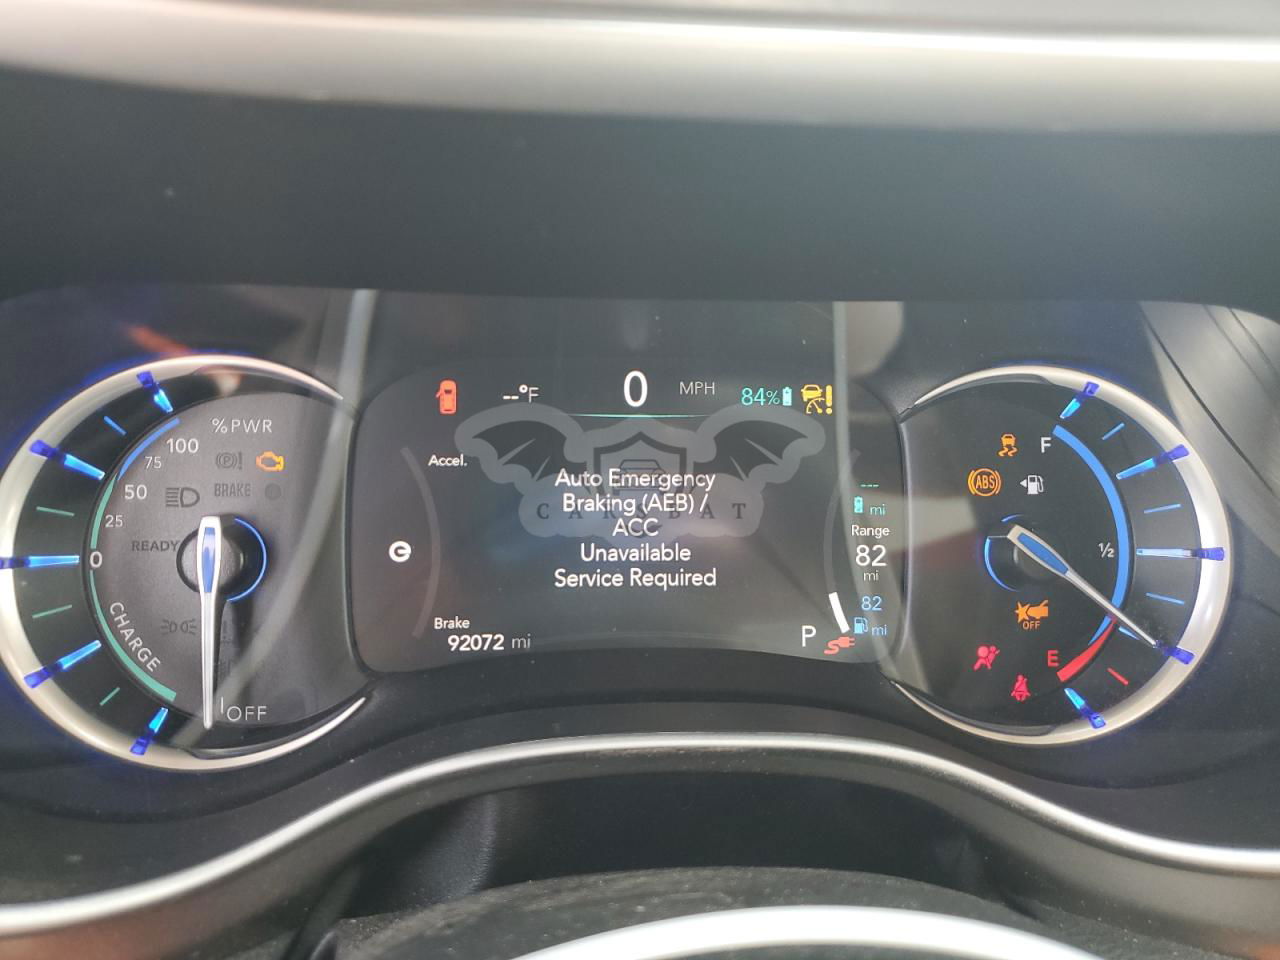 --°F
0 MPH
84%
%PWR
100
75
50
25
0
READY
BRAKE
CHARGE
OFF
Accel.
Auto Emergency
Braking (AEB) /
ACC
Unavailable
Service Required
CARSBAT
Brake
92072 mi
---
mi
Range
82
mi
82
mi
P
F
ABS
½
OFF
E